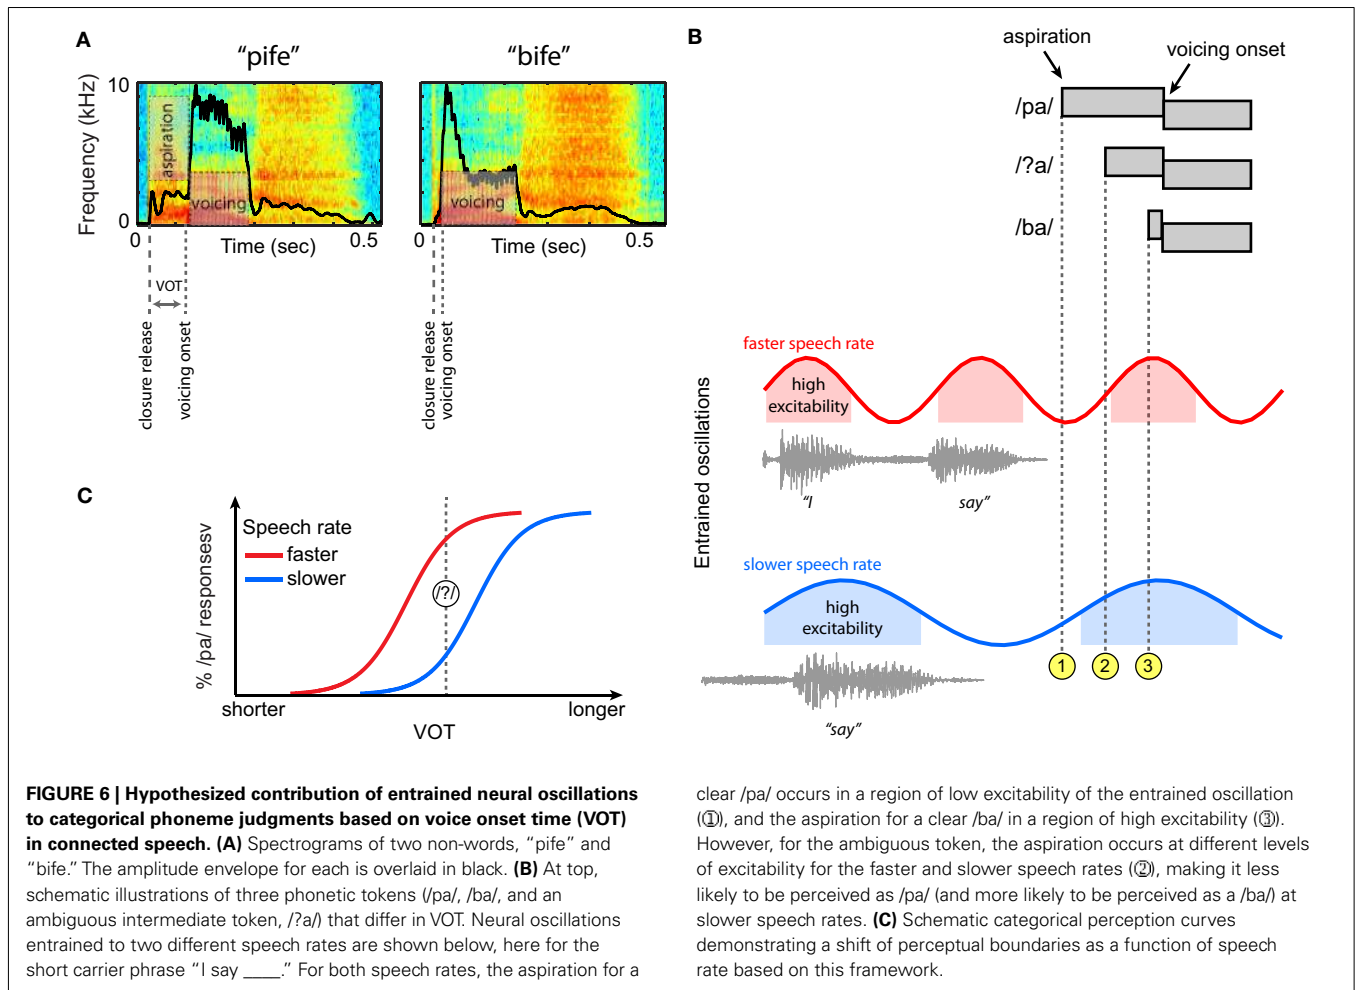 A
“pife”
“bife”
Frequency (kHz)
10
0
aspiration
voicing
voicing
0
Time (sec)
0.5
0
Time (sec)
0.5
VOT
closure release
voicing onset
closure release
voicing onset
B
aspiration
voicing onset
/pa/
/?a/
/ba/
Entrained oscillations
faster speech rate
high
excitability
“I
say”
slower speech rate
high
excitability
1
2
3
“say”
C
% /pa/ responsesv
Speech rate
faster
slower
/?/
shorter
longer
VOT
FIGURE 6 | Hypothesized contribution of entrained neural oscillations
to categorical phoneme judgments based on voice onset time (VOT)
in connected speech. (A) Spectrograms of two non-words, “pife” and
“bife.” The amplitude envelope for each is overlaid in black. (B) At top,
schematic illustrations of three phonetic tokens (/pa/, /ba/, and an
ambiguous intermediate token, /?a/) that differ in VOT. Neural oscillations
entrained to two different speech rates are shown below, here for the
short carrier phrase “I say ____.” For both speech rates, the aspiration for a
clear /pa/ occurs in a region of low excitability of the entrained oscillation
(①), and the aspiration for a clear /ba/ in a region of high excitability (③).
However, for the ambiguous token, the aspiration occurs at different levels
of excitability for the faster and slower speech rates (②), making it less
likely to be perceived as /pa/ (and more likely to be perceived as a /ba/) at
slower speech rates. (C) Schematic categorical perception curves
demonstrating a shift of perceptual boundaries as a function of speech
rate based on this framework.